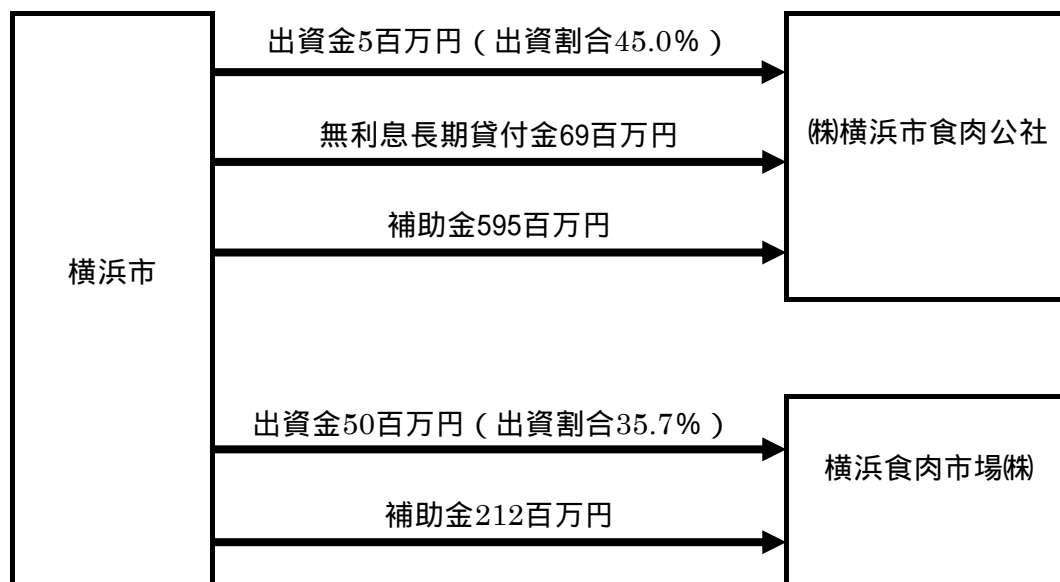 出資金5百万円(出資割合45.0%)
無利息長期貸付金69百万円
㈱横浜市食肉公社
補助金595百万円
横浜市
出資金50百万円(出資割合35.7%)
横浜食肉市場㈱
補助金212百万円